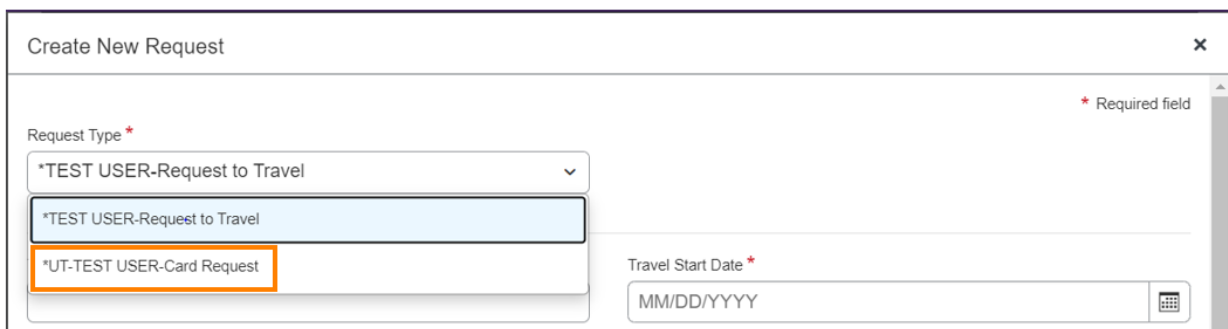 Create New Request
×
* Required field
Request Type *
*TEST USER-Request to Travel
*TEST USER-Request to Travel
*UT-TEST USER-Card Request
Travel Start Date *
MM/DD/YYYY